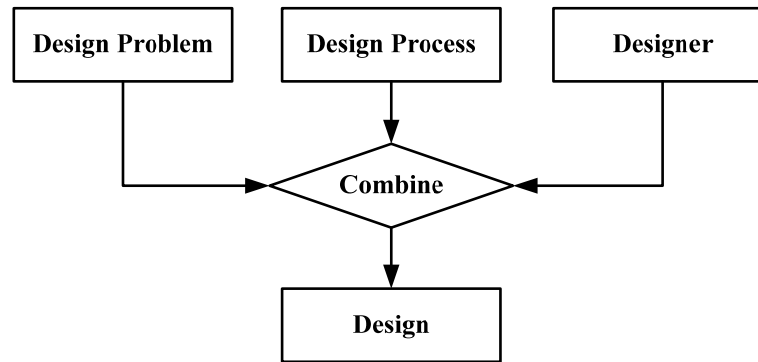 Design Problem
Design Process
Designer
Combine
Design